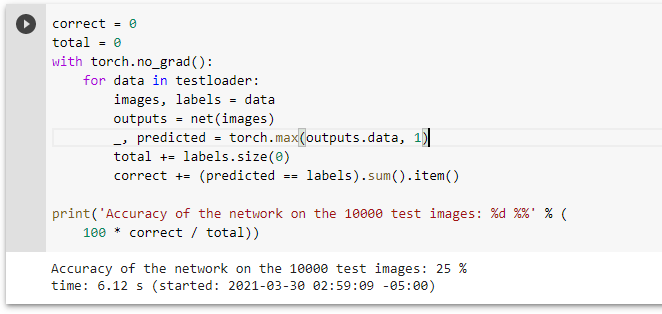 correct = 0
total = 0
with torch.no_grad():
    for data in testloader:
        images, labels = data
        outputs = net(images)
        _, predicted = torch.max(outputs.data, 1)
        total += labels.size(0)
        correct += (predicted == labels).sum().item()

print('Accuracy of the network on the 10000 test images: %d %%' % (
    100 * correct / total))
Accuracy of the network on the 10000 test images: 25 %
time: 6.12 s (started: 2021-03-30 02:59:09 -05:00)